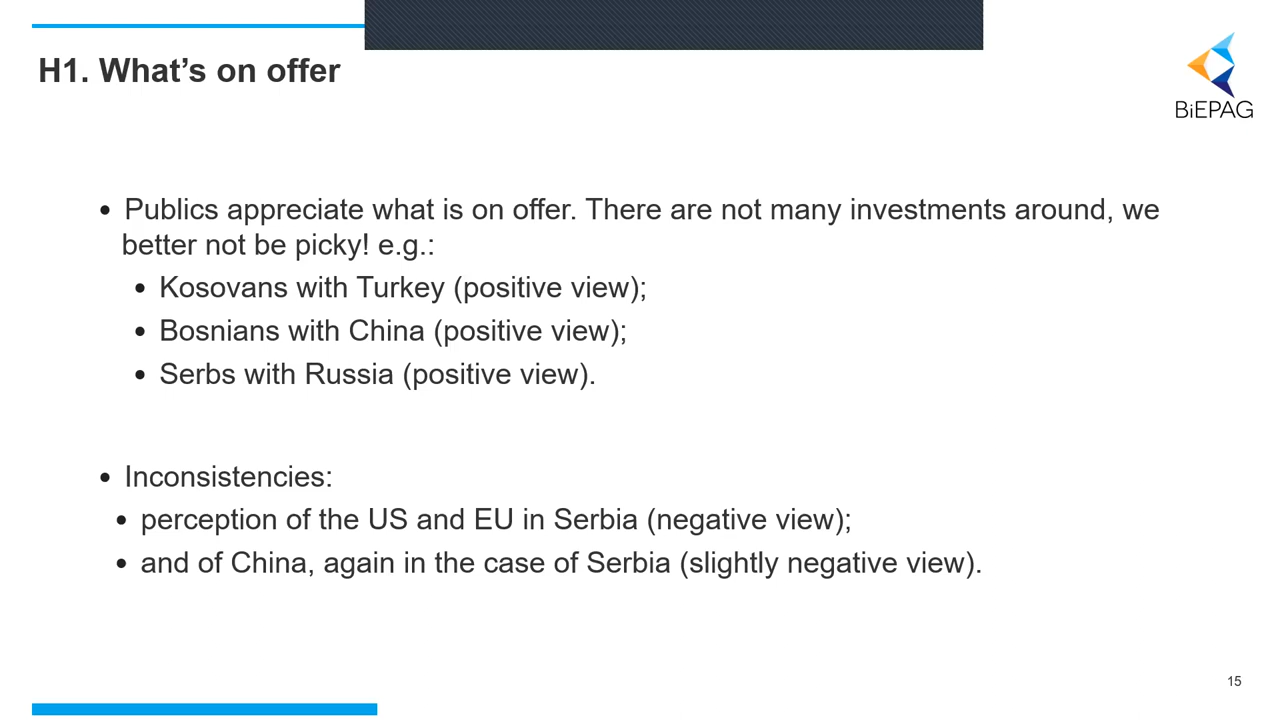 H1. What’s on offer
BiEPAG
• Publics appreciate what is on offer. There are not many investments around, we
better not be picky! e.g.:
• Kosovans with Turkey (positive view);
• Bosnians with China (positive view);
• Serbs with Russia (positive view).
• Inconsistencies:
• perception of the US and EU in Serbia (negative view);
• and of China, again in the case of Serbia (slightly negative view).
15